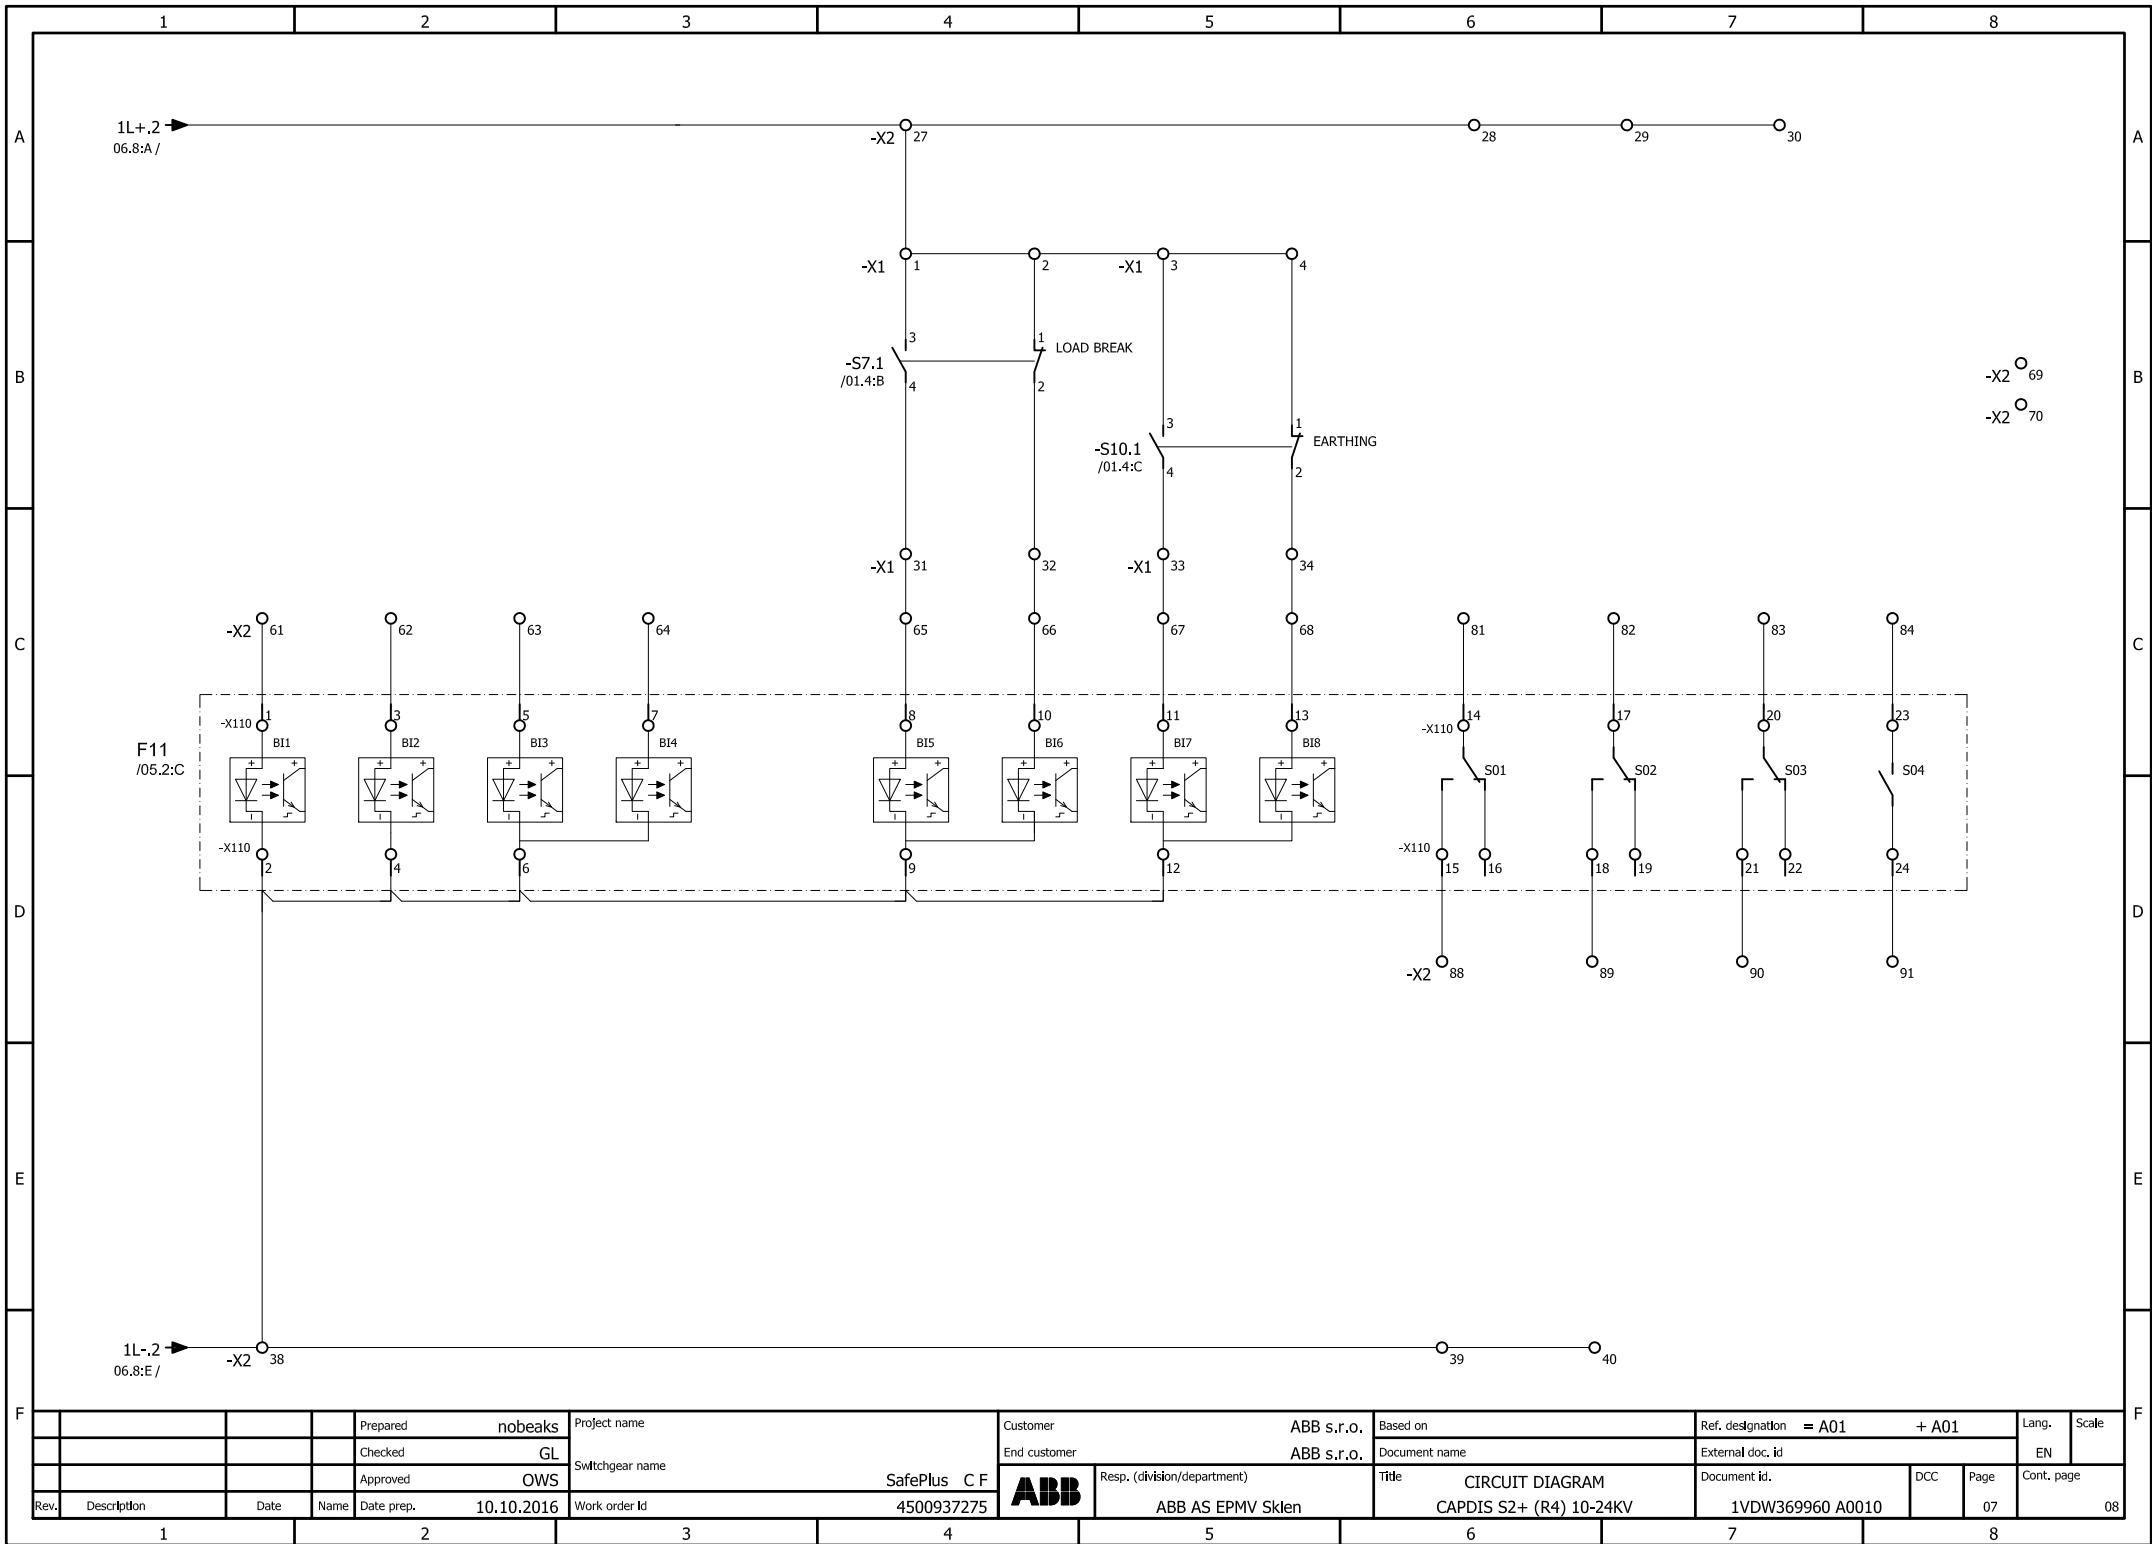 1 2 3 4 5 6 7 8
A A
1L+.2
06.8:A /
-X2 27 28 29 30
B B
-X1 1 2 -X1 3 4
3 1 LOAD BREAK
-S7.1
/01.4:B
4 2
-X2 69
-X2 70
3 1 EARTHING
-S10.1
/01.4:C
4 2
C C
-X1 31 32 -X1 33 34
-X2 61 62 63 64 65 66 67 68 81 82 83 84
F11
/05.2:C
-X110 1 3 5 7 8 10 11 13 -X110 14 17 20 23
BI1 BI2 BI3 BI4 BI5 BI6 BI7 BI8
S01 S02 S03 S04
+ + + + + + + + + + + + + + + +
- - - - - - - -
-X110 2 4 6 9 12 -X110 15 16 18 19 21 22 24
D D
-X2 88 89 90 91
E E
1L-.2
06.8:E /
-X2 38 39 40
F F
Prepared nobeaks
Checked GL
Approved OWS
Rev. Description Date Name Date prep. 10.10.2016
Project name
Switchgear name
SafePlus C F
Work order id 4500937275
Customer ABB s.r.o.
End customer ABB s.r.o.
ABB
Resp. (division/department)
ABB AS EPMV Skien
Based on
Document name
Title CIRCUIT DIAGRAM
CAPDIS S2+ (R4) 10-24KV
Ref. designation = A01 + A01
External doc. id
Document id.
1VDW369960 A0010
DCC
Page
07
Lang.
EN
Scale
Cont. page
08
1 2 3 4 5 6 7 8